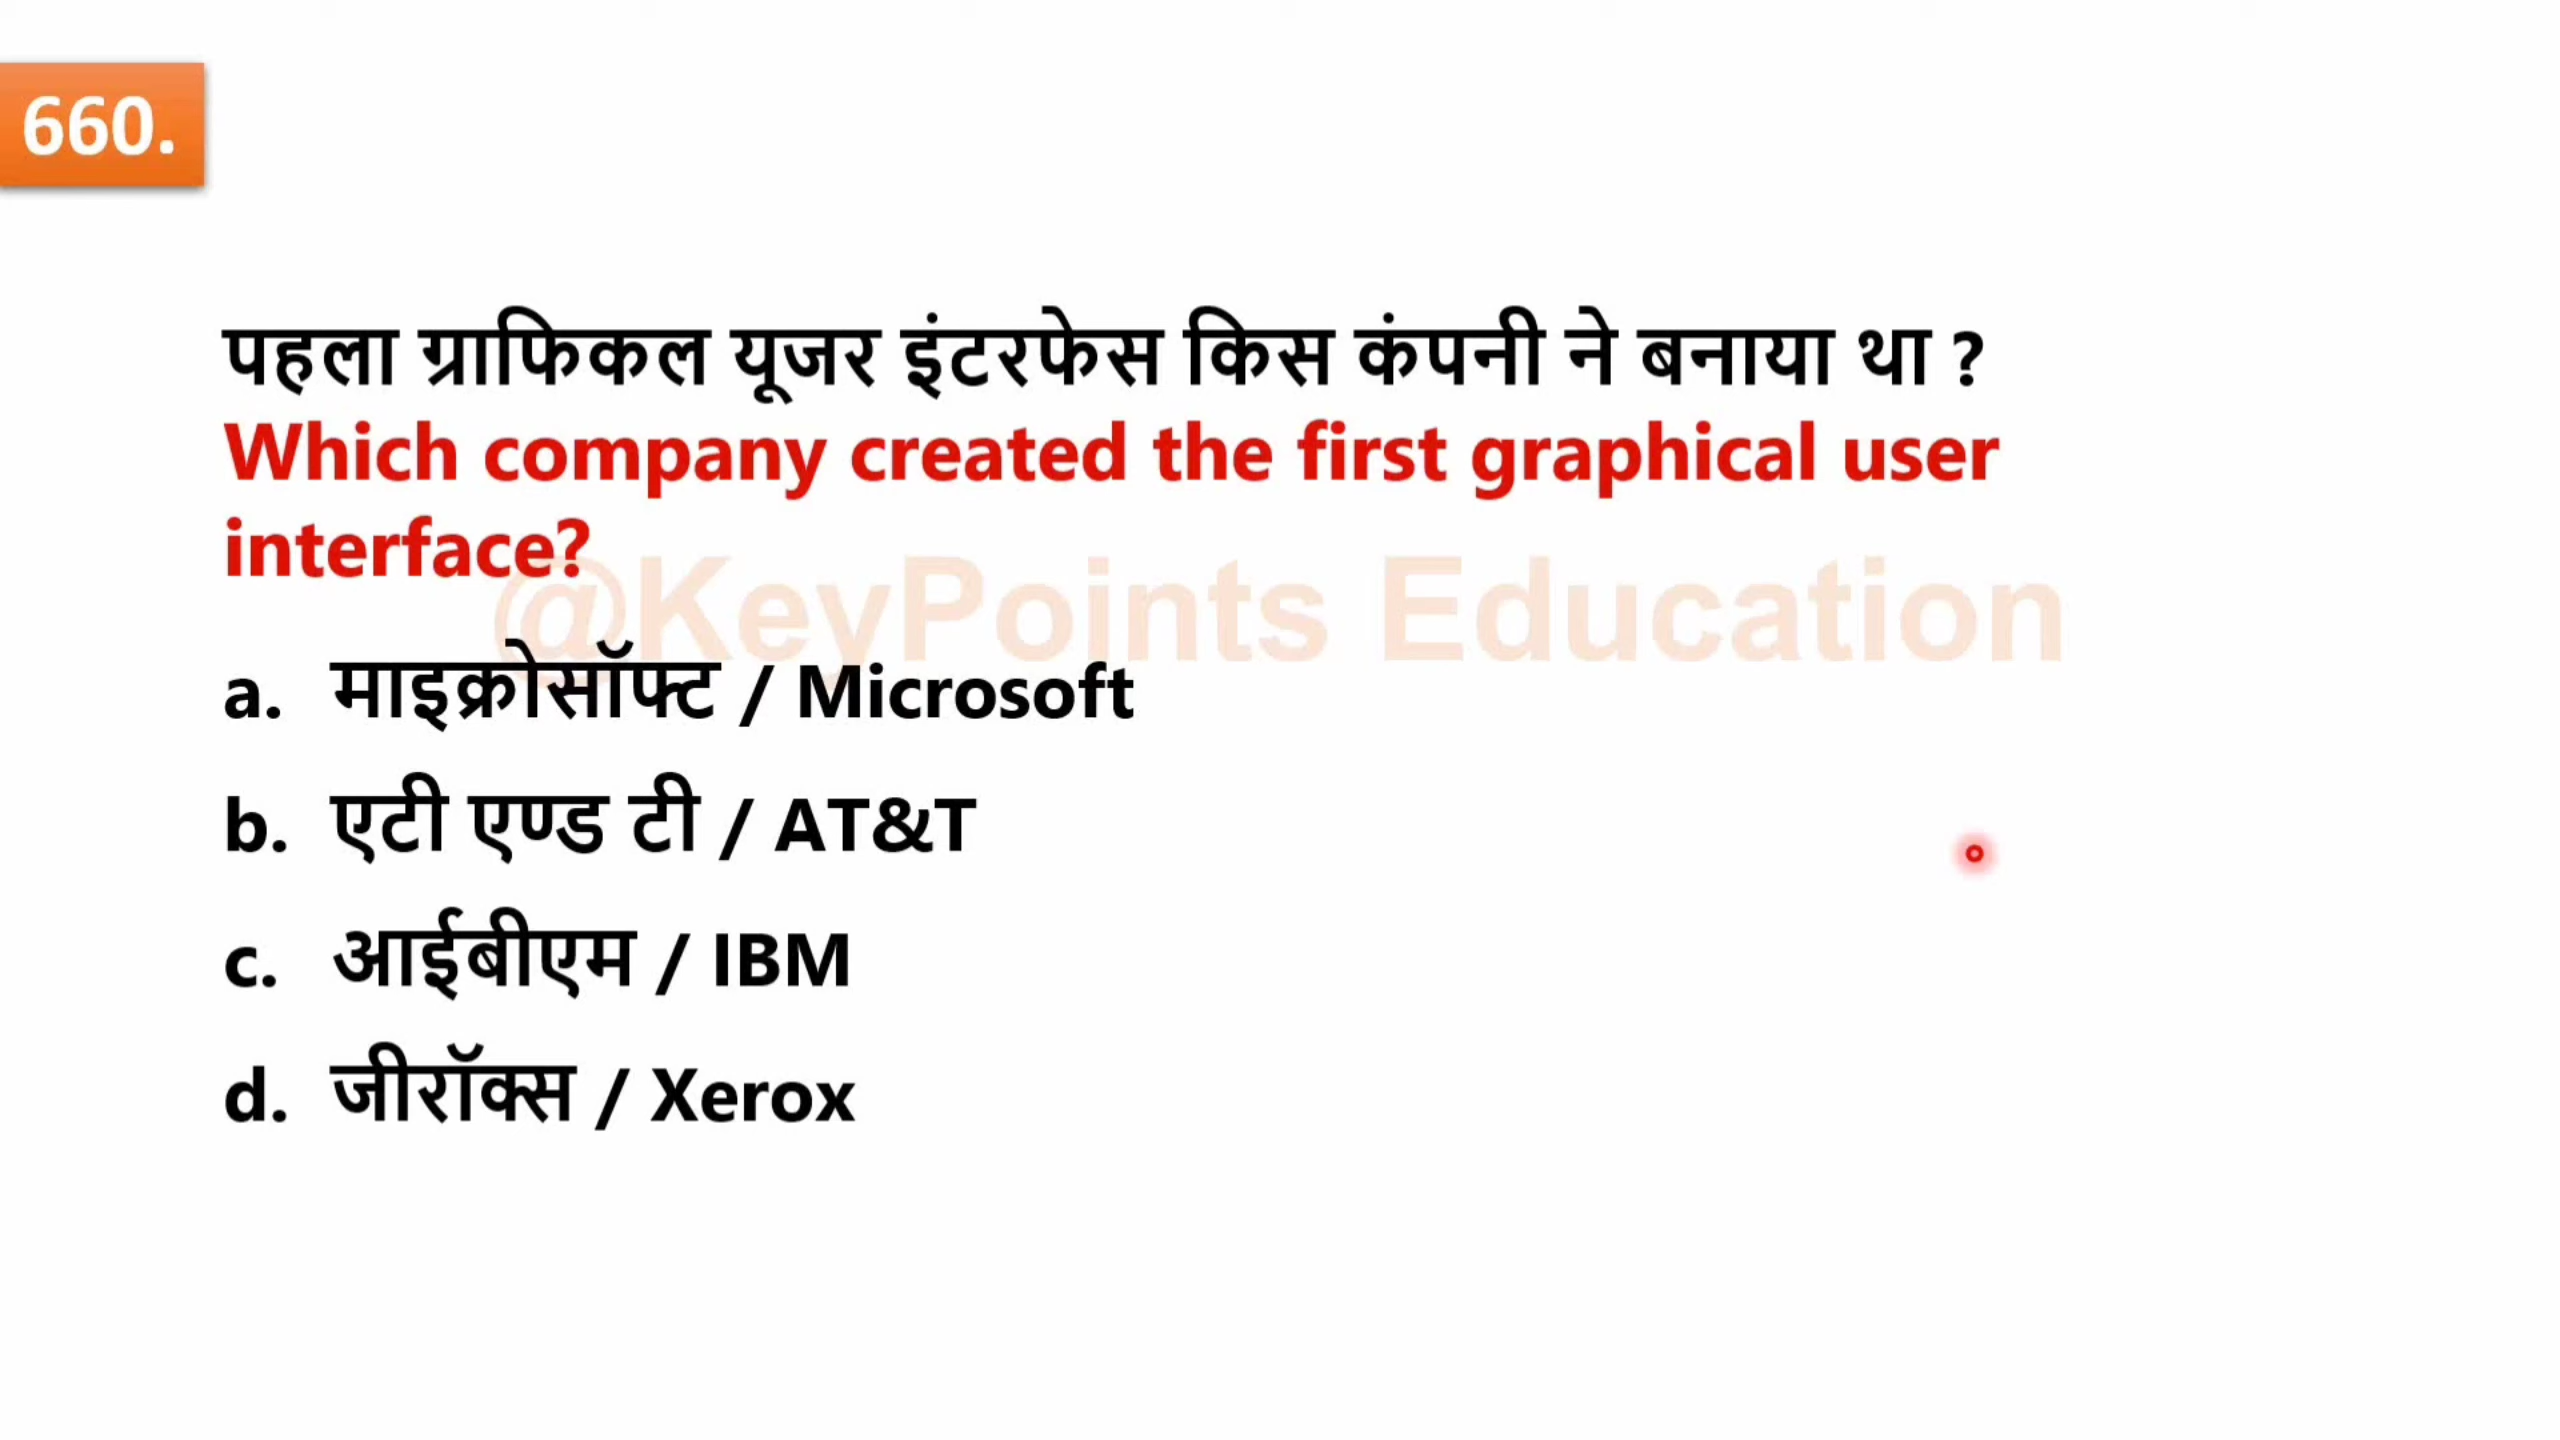 660.
पहला ग्राफिकल यूजर इंटरफेस किस कंपनी ने बनाया था ?
Which company created the first graphical user
interface?
@KeyPoints Education
a. माइक्रोसॉफ्ट / Microsoft
b. एटी एण्ड टी / AT&T
c. आईबीएम / IBM
d. जीरॉक्स / Xerox